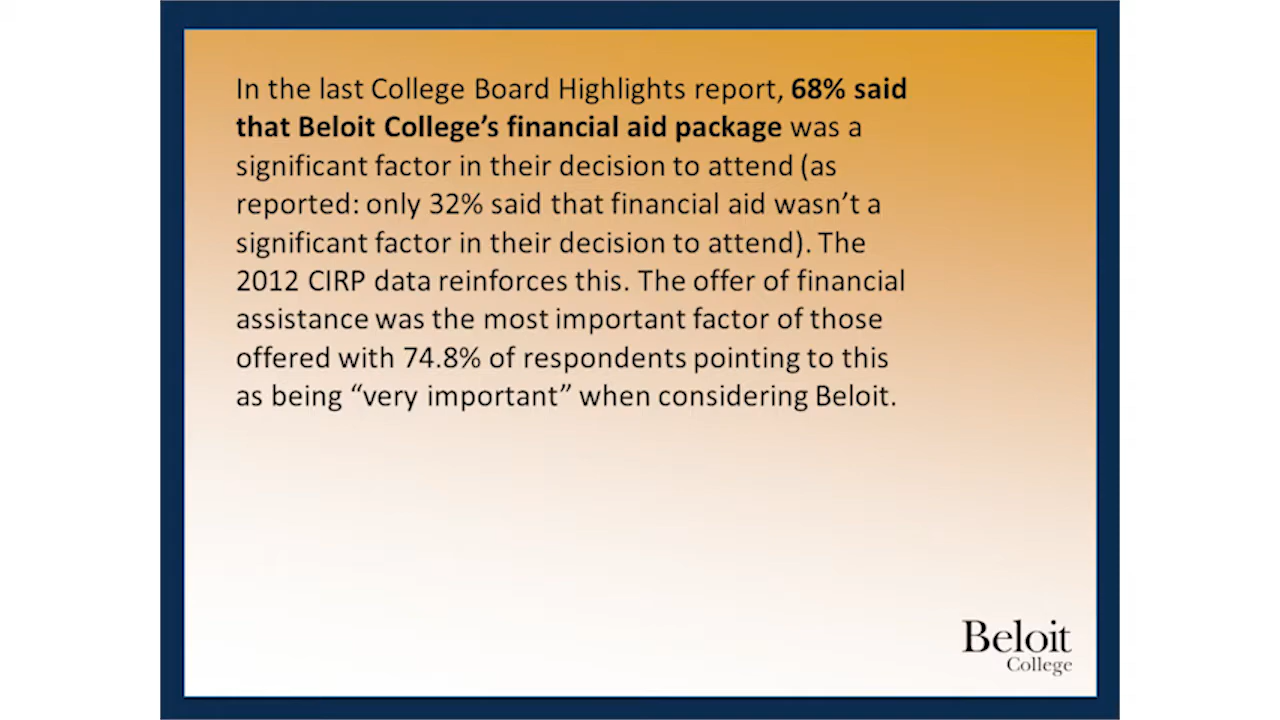 In the last College Board Highlights report, 68% said
that Beloit College’s financial aid package was a
significant factor in their decision to attend (as
reported: only 32% said that financial aid wasn’t a
significant factor in their decision to attend). The
2012 CIRP data reinforces this. The offer of financial
assistance was the most important factor of those
offered with 74.8% of respondents pointing to this
as being “very important” when considering Beloit.
Beloit
College